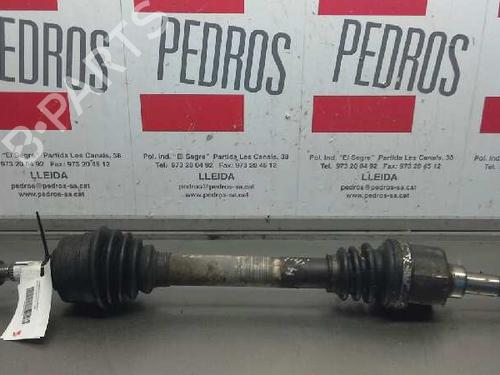 PEDROS
PEDROS
B-PARTS
"El Segre" Partida Les Canals, 38
973 20 04 92 Fax: 973 20 45 12
LLEIDA
pedros@pedros-sa.cat
www.pedros-sa.cat
Pol. Ind. "El Segre" Partida Les Canals, 38
Tel. 973 20 04 92 Fax: 973 20 45 12
LLEIDA
pedros@pedros-sa.cat
www.pedros-sa.cat
Pol. Ind. "El Segre" Partida Les Canals, 38
Tel. 973 20 04 92 Fax: 973 20 45 12
LLEIDA
pedros@pedros-sa.cat
www.pedros-sa.cat